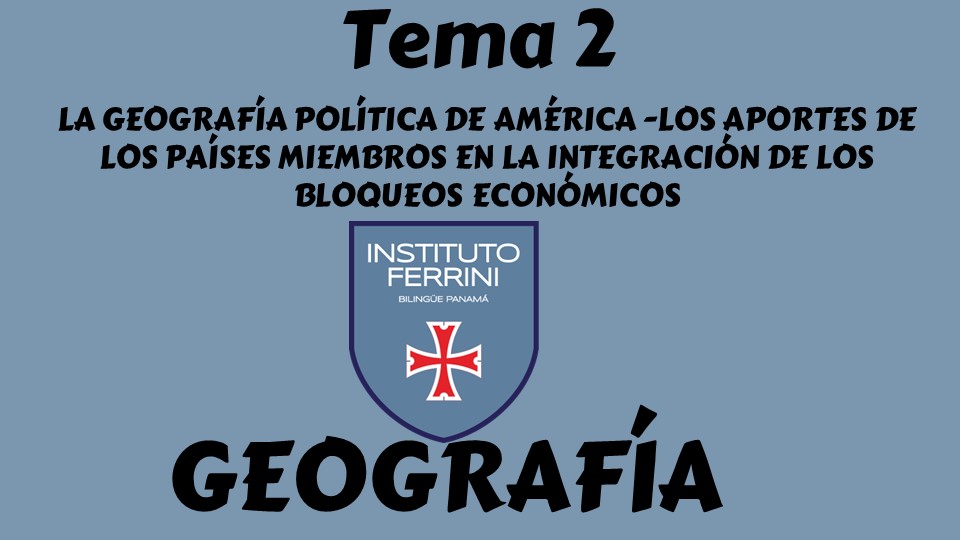 Tema 2
LA GEOGRAFÍA POLÍTICA DE AMÉRICA -LOS APORTES DE
LOS PAÍSES MIEMBROS EN LA INTEGRACIÓN DE LOS
BLOQUEOS ECONÓMICOS
INSTITUTO
FERRINI
BILINGÜE PANAMÁ
GEOGRAFÍA